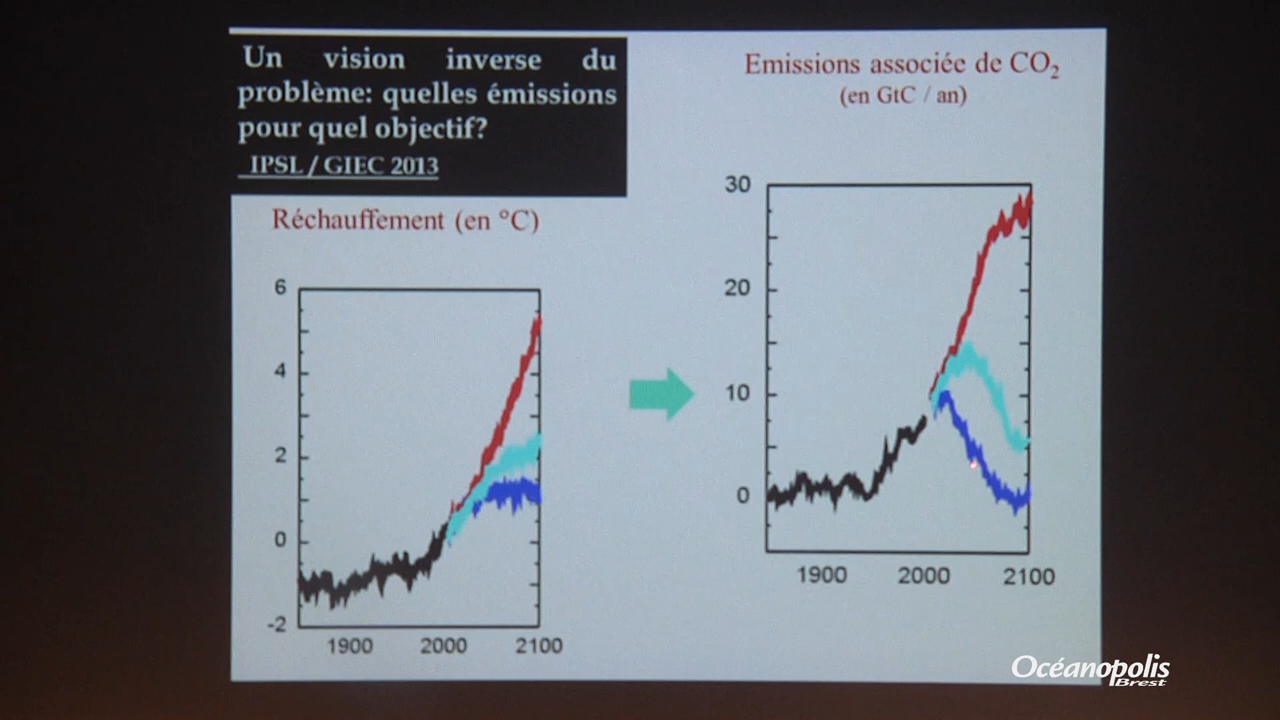 Un vision inverse du
problème: quelles émissions
pour quel objectif?
IPSL / GIEC 2013
Réchauffement (en °C)
6
4
2
0
-2
1900 2000 2100
Emissions associée de CO₂
(en GtC / an)
30
20
10
0
1900 2000 2100
Océanopolis
Brest